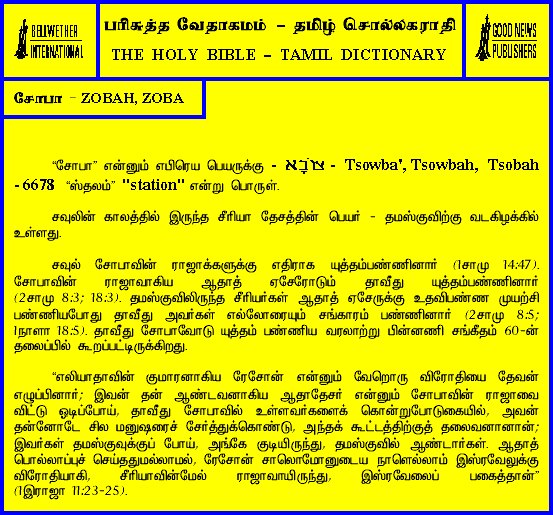 BELLWETHER
INTERNATIONAL
பரிசுத்த வேதாகமம் – தமிழ் சொல்லகராதி
THE HOLY BIBLE – TAMIL DICTIONARY
GOOD NEWS
PUBLISHERS
சோபா - ZOBAH, ZOBA
“சோபா” என்னும் எபிரெய பெயருக்கு - צוֹבָא - Tsowba', Tsowbah, Tsobah
- 6678 “ஸ்தலம்” "station" என்று பொருள்.
சவுலின் காலத்தில் இருந்த சீரியா தேசத்தின் பெயர் - தமஸ்குவிற்கு வடகிழக்கில்
உள்ளது.
சவுல் சோபாவின் ராஜாக்களுக்கு எதிராக யுத்தம்பண்ணினார் (1சாமு 14:47).
சோபாவின் ராஜாவாகிய ஆதாத் ஏசேரோடும் தாவீது யுத்தம்பண்ணினார்
(2சாமு 8:3; 18:3). தமஸ்குவிலிருந்த சீரியர்கள் ஆதாத் ஏசேருக்கு உதவிபண்ண முயற்சி
பண்ணியபோது தாவீது அவர்கள் எல்லோரையும் சங்காரம் பண்ணினார் (2சாமு 8:5;
1நாளா 18:5). தாவீது சோபாவோடு யுத்தம் பண்ணிய வரலாற்று பின்னணி சங்கீதம் 60-ன்
தலைப்பில் கூறப்பட்டிருக்கிறது.
“எலியாதாவின் குமாரனாகிய ரேசோன் என்னும் வேறொரு விரோதியை தேவன்
எழுப்பினார்; இவன் தன் ஆண்டவனாகிய ஆதாதேசர் என்னும் சோபாவின் ராஜாவை
விட்டு ஓடிப்போய், தாவீது சோபாவில் உள்ளவர்களைக் கொன்றுபோடுகையில், அவன்
தன்னோடே சில மனுஷரைச் சேர்த்துக்கொண்டு, அந்தக் கூட்டத்திற்குத் தலைவனானான்;
இவர்கள் தமஸ்குவுக்குப் போய், அங்கே குடியிருந்து, தமஸ்குவில் ஆண்டார்கள். ஆதாத்
பொல்லாப்புச் செய்ததுமல்லாமல், ரேசோன் சாலொமோனுடைய நாளெல்லாம் இஸ்ரவேலுக்கு
விரோதியாகி, சீரியாவின்மேல் ராஜாவாயிருந்து, இஸ்ரவேலைப் பகைத்தான்”
(1இராஜா 11:23-25).